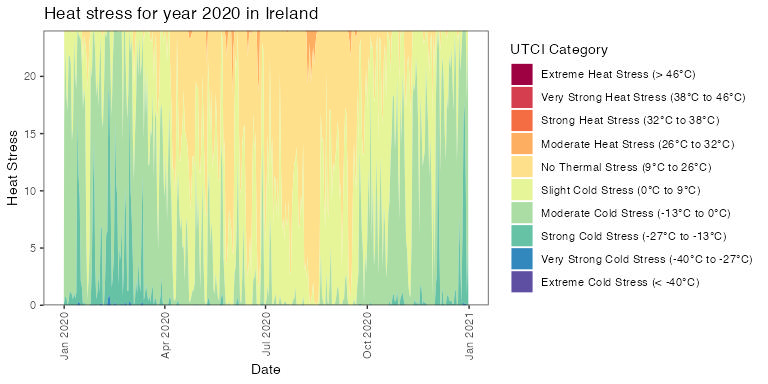 Heat stress for year 2020 in Ireland
UTCI Category
Extreme Heat Stress (> 46°C)
Very Strong Heat Stress (38°C to 46°C)
Strong Heat Stress (32°C to 38°C)
Moderate Heat Stress (26°C to 32°C)
No Thermal Stress (9°C to 26°C)
Slight Cold Stress (0°C to 9°C)
Moderate Cold Stress (-13°C to 0°C)
Strong Cold Stress (-27°C to -13°C)
Very Strong Cold Stress (-40°C to -27°C)
Extreme Cold Stress (< -40°C)
Heat Stress
20
15
10
5
0
Jan 2020
Apr 2020
Jul 2020
Oct 2020
Jan 2021
Date